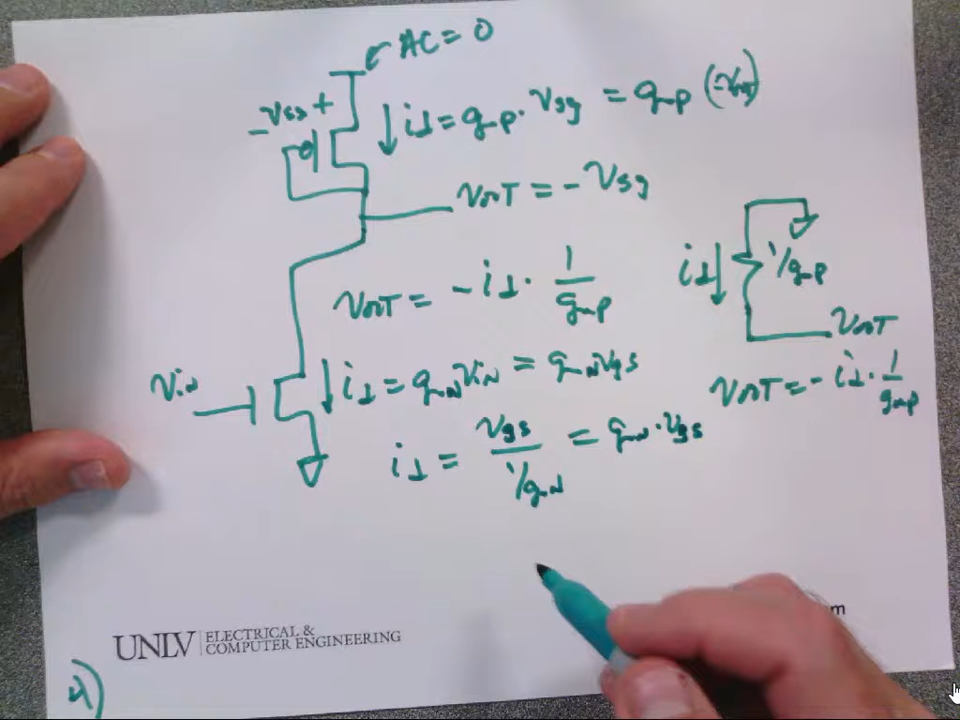 AC = 0
- vsg +
id = gmp · vsg = gmp (-vout)
vout = - vsg
id
1/gmp
vout = - id · 1/gmp
vout
vin
id = gmn vin = gmn vgs
vout = - id · 1/gmp
id = vgs / 1/gmn = gmn · vgs
UNLV | ELECTRICAL &
COMPUTER ENGINEERING
m